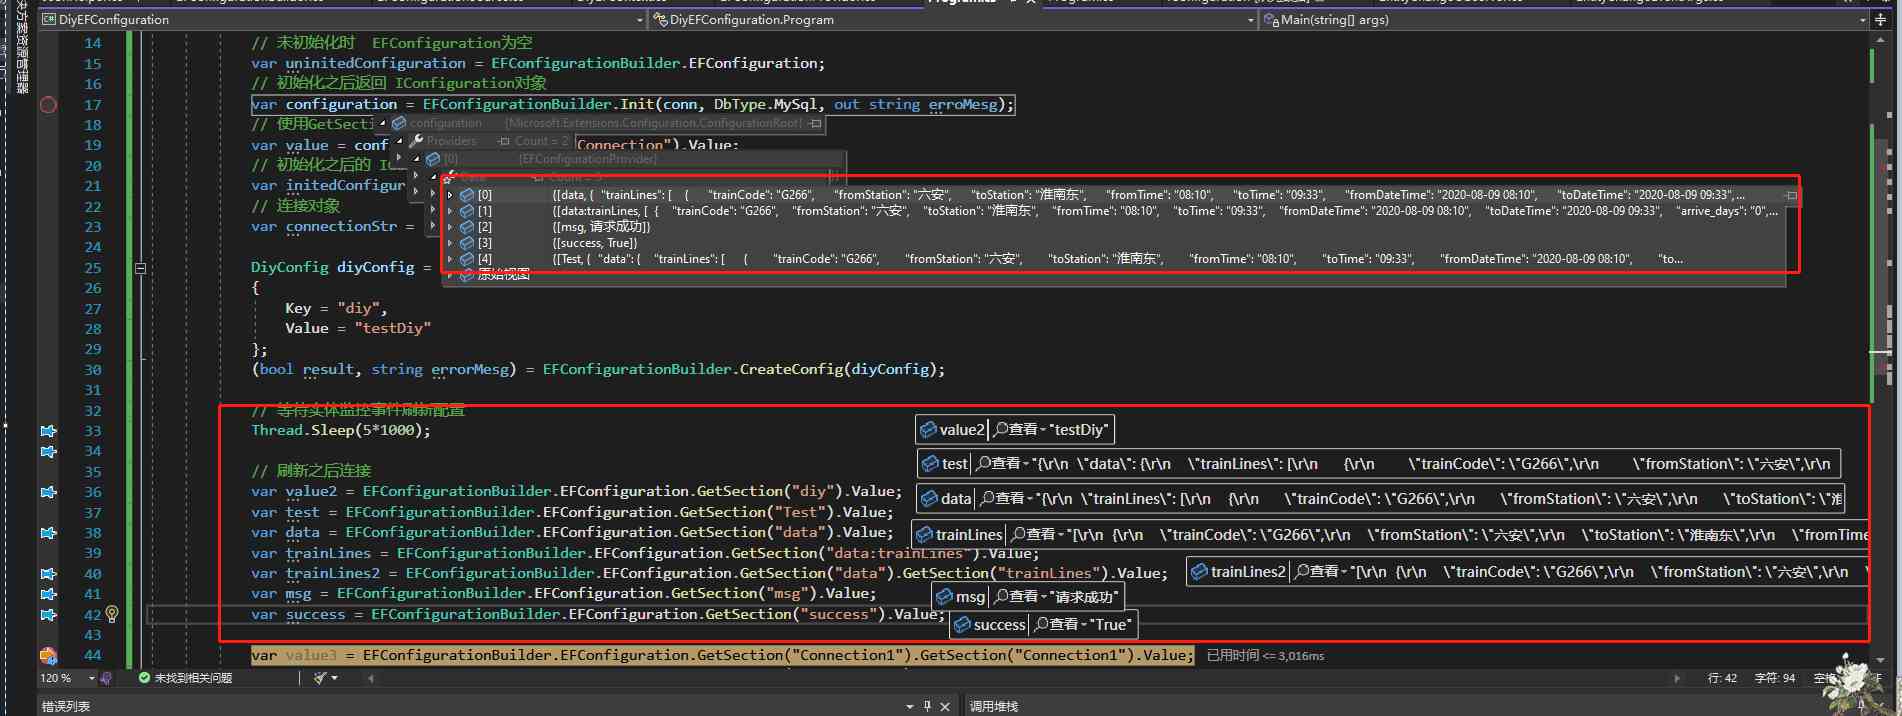 DiyEFConfiguration
DiyEFConfiguration.Program
Main(string[] args)
决方案资源管理器
14 // 未初始化时 EFConfiguration为空
15 var uninitedConfiguration = EFConfigurationBuilder.EFConfiguration;
16 // 初始化之后返回 IConfiguration对象
17 var configuration = EFConfigurationBuilder.Init(conn, DbType.MySql, out string erroMesg);
18 // 使用GetSecti
configuration {Microsoft.Extensions.Configuration.ConfigurationRoot}
19 var value = conf
Providers Count = 2
Connection").Value;
20 // 初始化之后的 IC
[0] {EFConfigurationProvider}
21 var initedConfigur
[0] {[data, { "trainLines": [ { "trainCode": "G266", "fromStation": "六安", "toStation": "淮南东", "fromTime": "08:10", "toTime": "09:33", "fromDateTime": "2020-08-09 08:10", "toDateTime": "2020-08-09 09:33",...
22 // 连接对象
[1] {[data:trainLines, [ { "trainCode": "G266", "fromStation": "六安", "toStation": "淮南东", "fromTime": "08:10", "toTime": "09:33", "fromDateTime": "2020-08-09 08:10", "toDateTime": "2020-08-09 09:33", "arrive_days": "0",...
23 var connectionStr =
[2] {[msg, 请求成功]}
[3] {[success, True]}
24
[4] {[Test, { "data": { "trainLines": [ { "trainCode": "G266", "fromStation": "六安", "toStation": "淮南东", "fromTime": "08:10", "toTime": "09:33", "fromDateTime": "2020-08-09 08:10", "to...
25 DiyConfig diyConfig =
原始视图
26 {
27 Key = "diy",
28 Value = "testDiy"
29 };
30 (bool result, string errorMesg) = EFConfigurationBuilder.CreateConfig(diyConfig);
31
32 // 等待实体监控事件刷新配置
33 Thread.Sleep(5*1000);
value2 查看 "testDiy"
34
test 查看 "{\r\n \"data\": {\r\n \"trainLines\": [\r\n {\r\n \"trainCode\": \"G266\",\r\n \"fromStation\": \"六安\",\r\n
35 // 刷新之后连接
36 var value2 = EFConfigurationBuilder.EFConfiguration.GetSection("diy").Value;
data 查看 "{\r\n \"trainLines\": [\r\n {\r\n \"trainCode\": \"G266\",\r\n \"fromStation\": \"六安\",\r\n \"toStation\": \"淮
37 var test = EFConfigurationBuilder.EFConfiguration.GetSection("Test").Value;
38 var data = EFConfigurationBuilder.EFConfiguration.GetSection("data").Value;
trainLines 查看 "[\r\n {\r\n \"trainCode\": \"G266\",\r\n \"fromStation\": \"六安\",\r\n \"toStation\": \"淮南东\",\r\n \"fromTime
39 var trainLines = EFConfigurationBuilder.EFConfiguration.GetSection("data:trainLines").Value;
40 var trainLines2 = EFConfigurationBuilder.EFConfiguration.GetSection("data").GetSection("trainLines").Value;
trainLines2 查看 "[\r\n {\r\n \"trainCode\": \"G266\",\r\n \"fromStation\": \"六安\",\r\n
41 var msg = EFConfigurationBuilder.EFConfiguration.GetSection("msg").Value;
msg 查看 "请求成功"
42 var success = EFConfigurationBuilder.EFConfiguration.GetSection("success").Value;
success 查看 "True"
43
44 var value3 = EFConfigurationBuilder.EFConfiguration.GetSection("Connection1").GetSection("Connection1").Value;
已用时间 <= 3,016ms
120 %
未找到相关问题
行: 42 字符: 94 空格
错误列表
调用堆栈